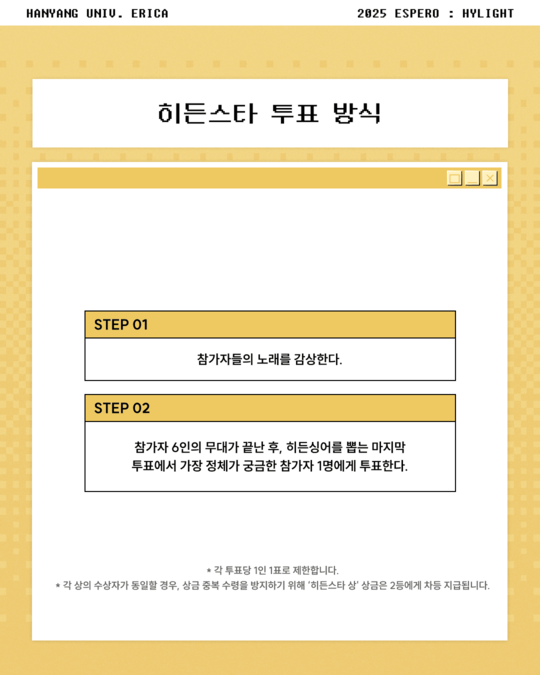 HANYANG UNIV. ERICA
2025 ESPERO : HYLIGHT
히든스타 투표 방식
STEP 01
참가자들의 노래를 감상한다.
STEP 02
참가자 6인의 무대가 끝난 후, 히든싱어를 뽑는 마지막
투표에서 가장 정체가 궁금한 참가자 1명에게 투표한다.
* 각 투표당 1인 1표로 제한합니다.
* 각 상의 수상자가 동일할 경우, 상금 중복 수령을 방지하기 위해 '히든스타 상' 상금은 2등에게 차등 지급됩니다.